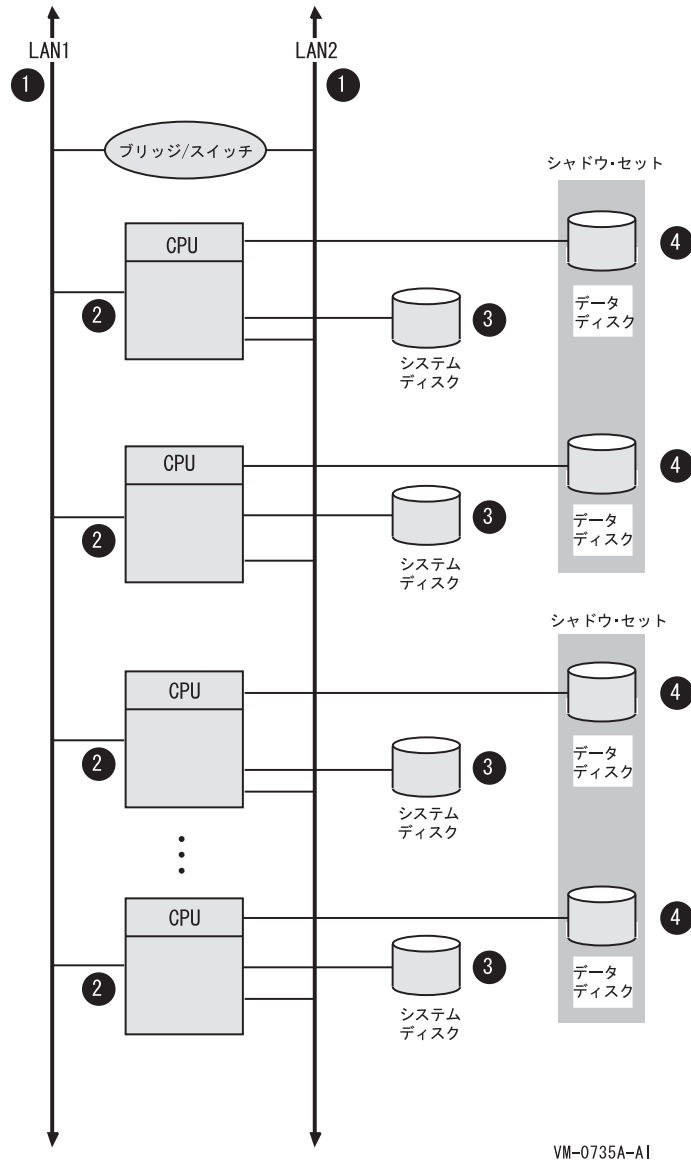 LAN1
LAN2
1
1
ブリッジ/スイッチ
シャドウ・セット
CPU
4
データ
ディスク
2
3
システム
ディスク
CPU
4
データ
ディスク
2
3
システム
ディスク
シャドウ・セット
CPU
4
データ
ディスク
2
3
システム
ディスク
CPU
4
データ
ディスク
2
3
システム
ディスク
VM-0735A-AI